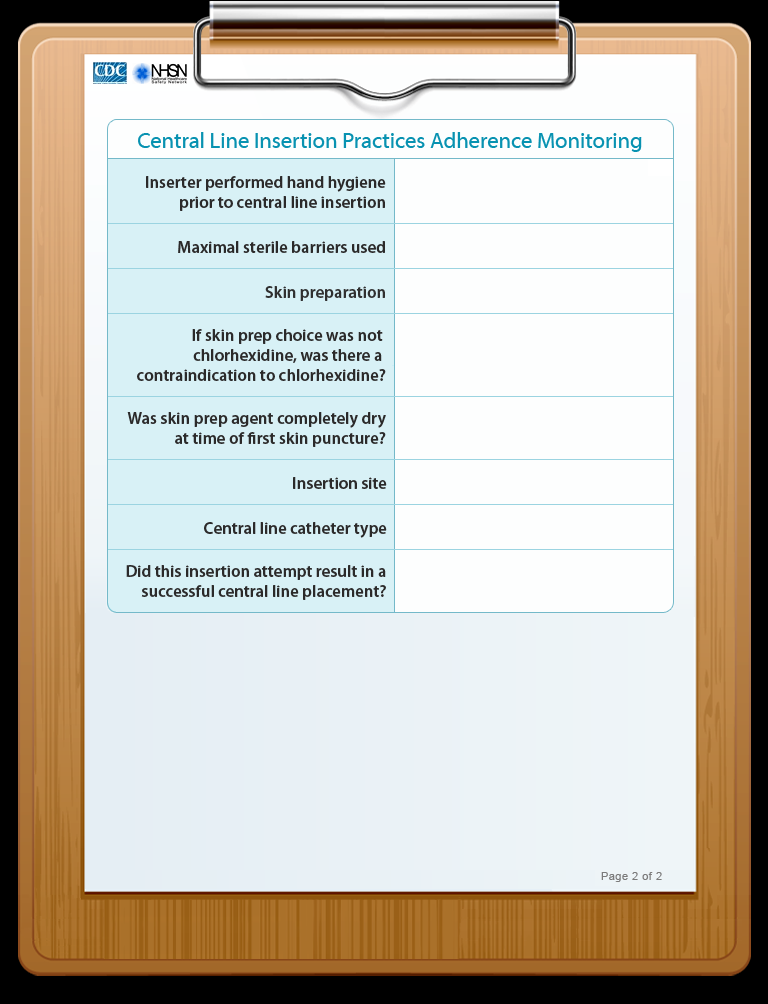 CDC
NHSN
National Healthcare
Safety Network
Central Line Insertion Practices Adherence Monitoring
Inserter performed hand hygiene
prior to central line insertion
Maximal sterile barriers used
Skin preparation
If skin prep choice was not
chlorhexidine, was there a
contraindication to chlorhexidine?
Was skin prep agent completely dry
at time of first skin puncture?
Insertion site
Central line catheter type
Did this insertion attempt result in a
successful central line placement?
Page 2 of 2